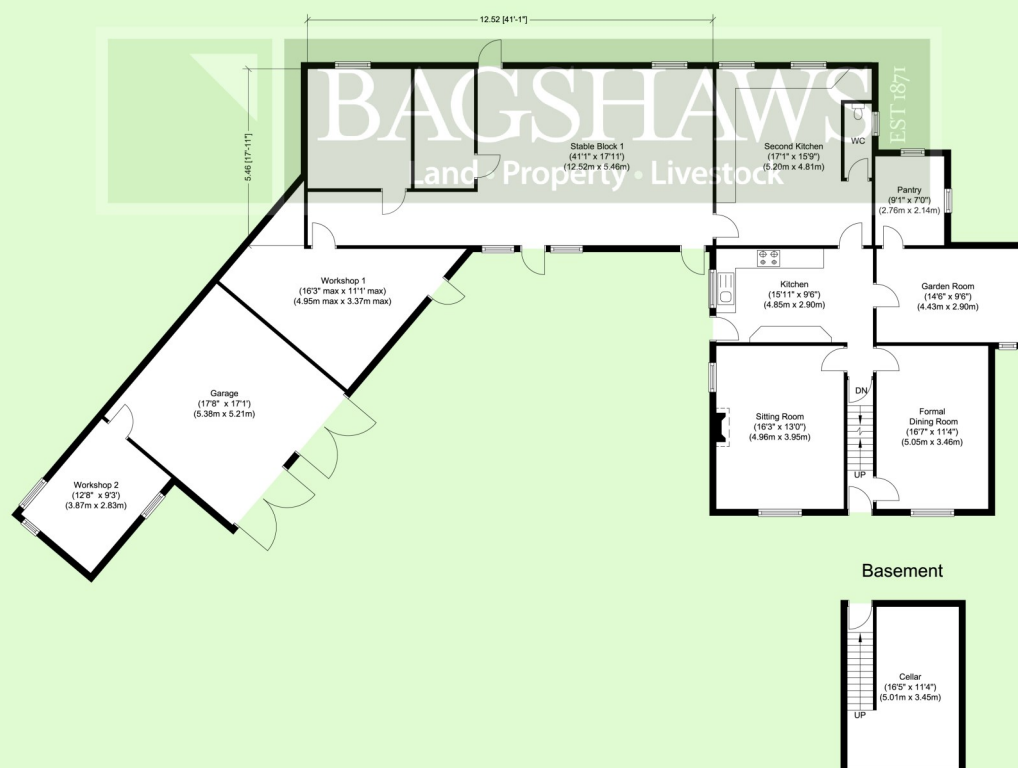 12.52 [41'-1"]
BAGSHAWS
EST 1871
Land • Property • Livestock
5.46 [17'-11"]
Stable Block 1
(41'1" x 17'11')
(12.52m x 5.46m)
Second Kitchen
(17'1" x 15'9")
(5.20m x 4.81m)
WC
Pantry
(9'1" x 7'0")
(2.76m x 2.14m)
Workshop 1
(16'3" max x 11'1' max)
(4.95m max x 3.37m max)
Kitchen
(15'11" x 9'6")
(4.85m x 2.90m)
Garden Room
(14'6" x 9'6")
(4.43m x 2.90m)
Garage
(17'8" x 17'1')
(5.38m x 5.21m)
Sitting Room
(16'3" x 13'0")
(4.96m x 3.95m)
DN
UP
Formal
Dining Room
(16'7" x 11'4")
(5.05m x 3.46m)
Workshop 2
(12'8" x 9'3')
(3.87m x 2.83m)
Basement
Cellar
(16'5" x 11'4")
(5.01m x 3.45m)
UP